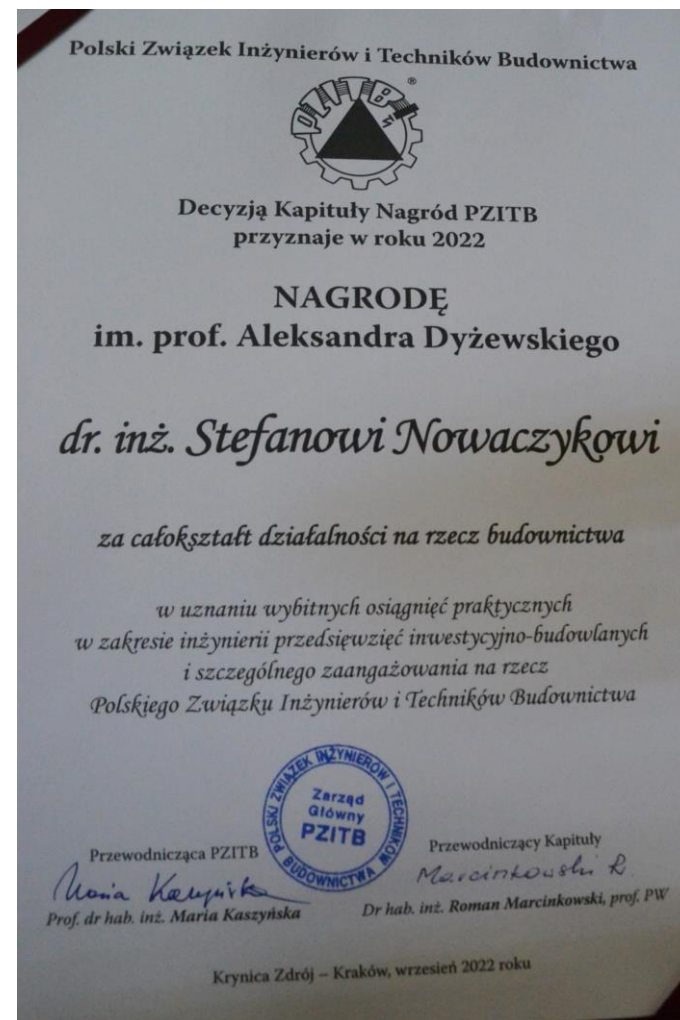 Polski Związek Inżynierów i Techników Budownictwa
PZITB
®
Decyzją Kapituły Nagród PZITB
przyznaje w roku 2022
NAGRODĘ
im. prof. Aleksandra Dyżewskiego
dr. inż. Stefanowi Nowaczykowi
za całokształt działalności na rzecz budownictwa
w uznaniu wybitnych osiągnięć praktycznych
w zakresie inżynierii przedsięwzięć inwestycyjno-budowlanych
i szczególnego zaangażowania na rzecz
Polskiego Związku Inżynierów i Techników Budownictwa
POLSKI ZWIĄZEK INŻYNIERÓW I TECHNIKÓW BUDOWNICTWA
Zarząd
Główny
PZITB
Przewodnicząca PZITB
Maria Kaszyńska
Prof. dr hab. inż. Maria Kaszyńska
Przewodniczący Kapituły
Marcinkowski R.
Dr hab. inż. Roman Marcinkowski, prof. PW
Krynica Zdrój – Kraków, wrzesień 2022 roku